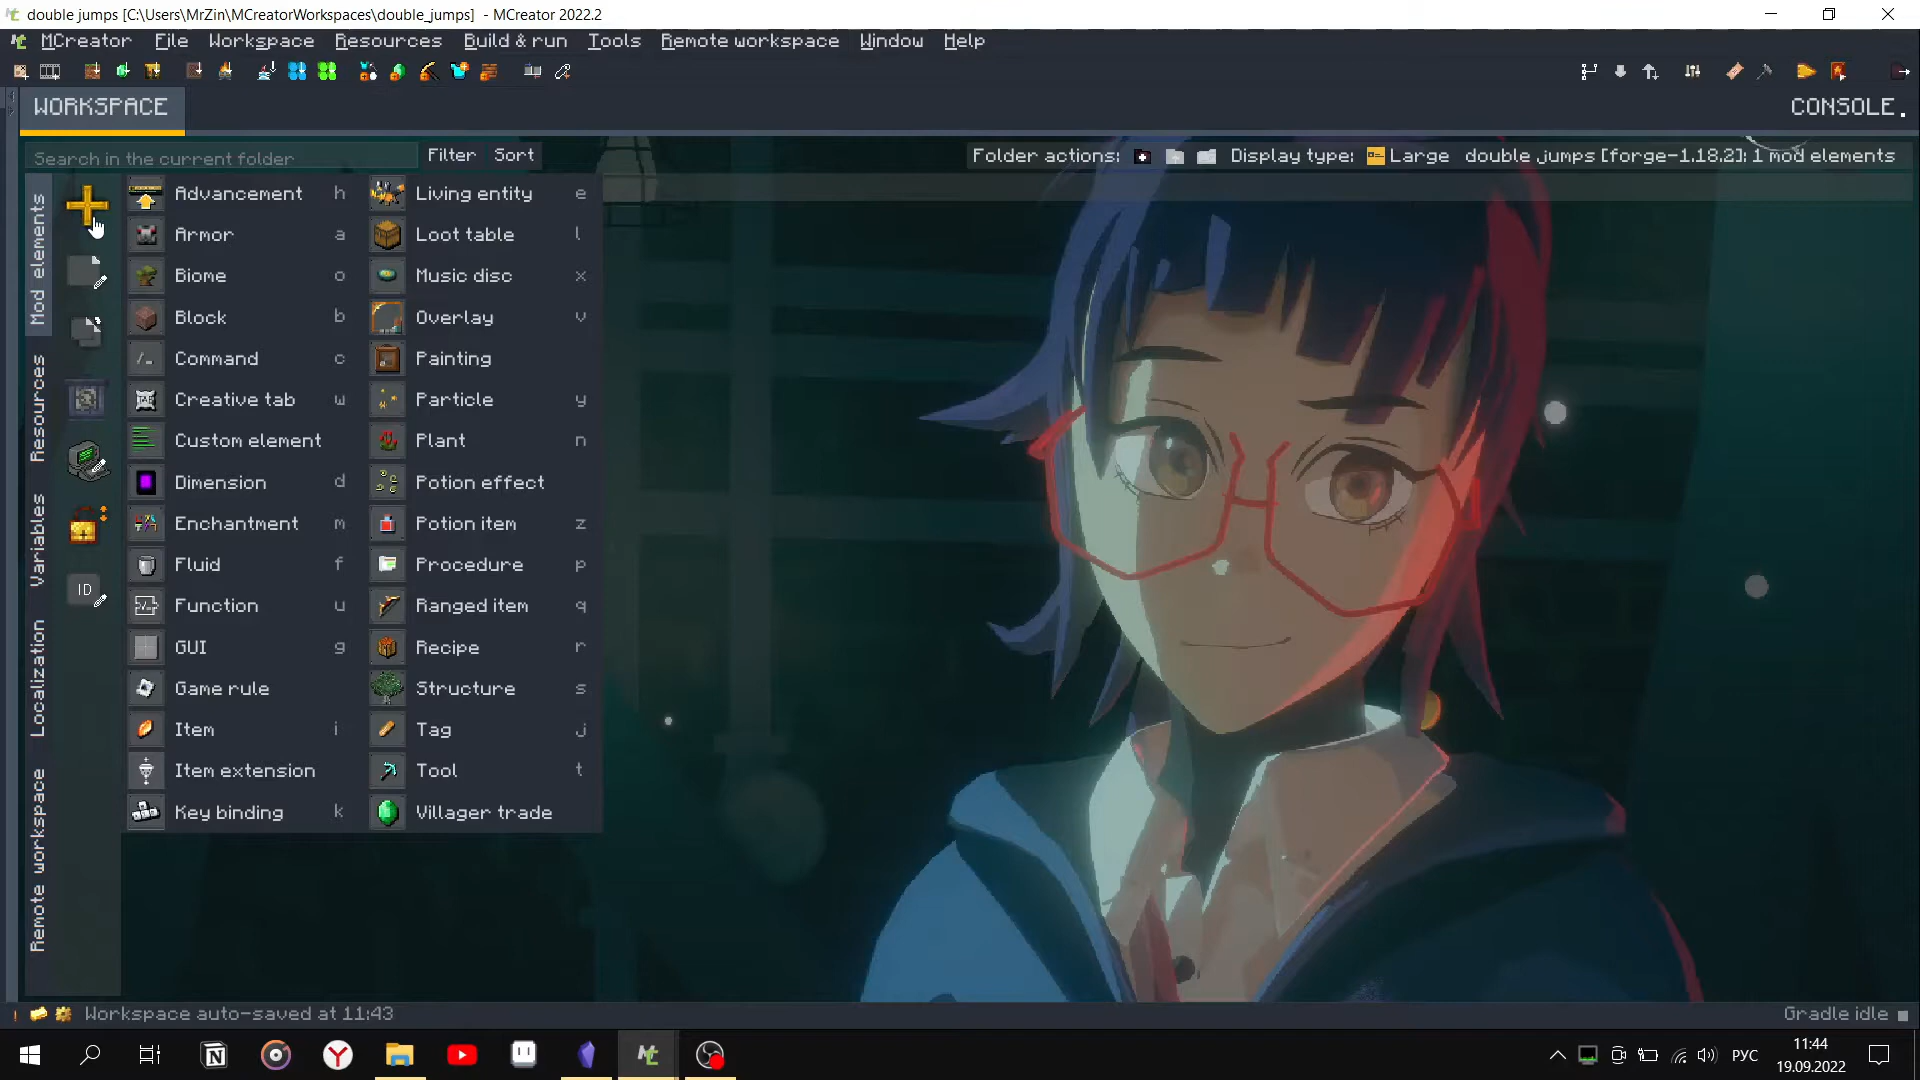 double jumps [C:\Users\MrZin\MCreatorWorkspaces\double_jumps] - MCreator 2022.2
MCreator File Workspace Resources Build & run Tools Remote workspace Window Help
WORKSPACE
CONSOLE.
Search in the current folder
Filter Sort
Folder actions: Display type: Large double jumps [forge-1.18.2]: 1 mod elements
Mod elements
Resources
Variables
Localization
Remote workspace
ID
Advancement h
Living entity e
Armor a
Loot table l
Biome o
Music disc x
Block b
Overlay v
Command c
Painting
Creative tab w
Particle y
Custom element
Plant n
Dimension d
Potion effect
Enchantment m
Potion item z
Fluid f
Procedure p
Function u
Ranged item q
GUI g
Recipe r
Game rule
Structure s
Item i
Tag j
Item extension
Tool t
Key binding k
Villager trade
Workspace auto-saved at 11:43
Gradle idle
РУС
11:44
19.09.2022